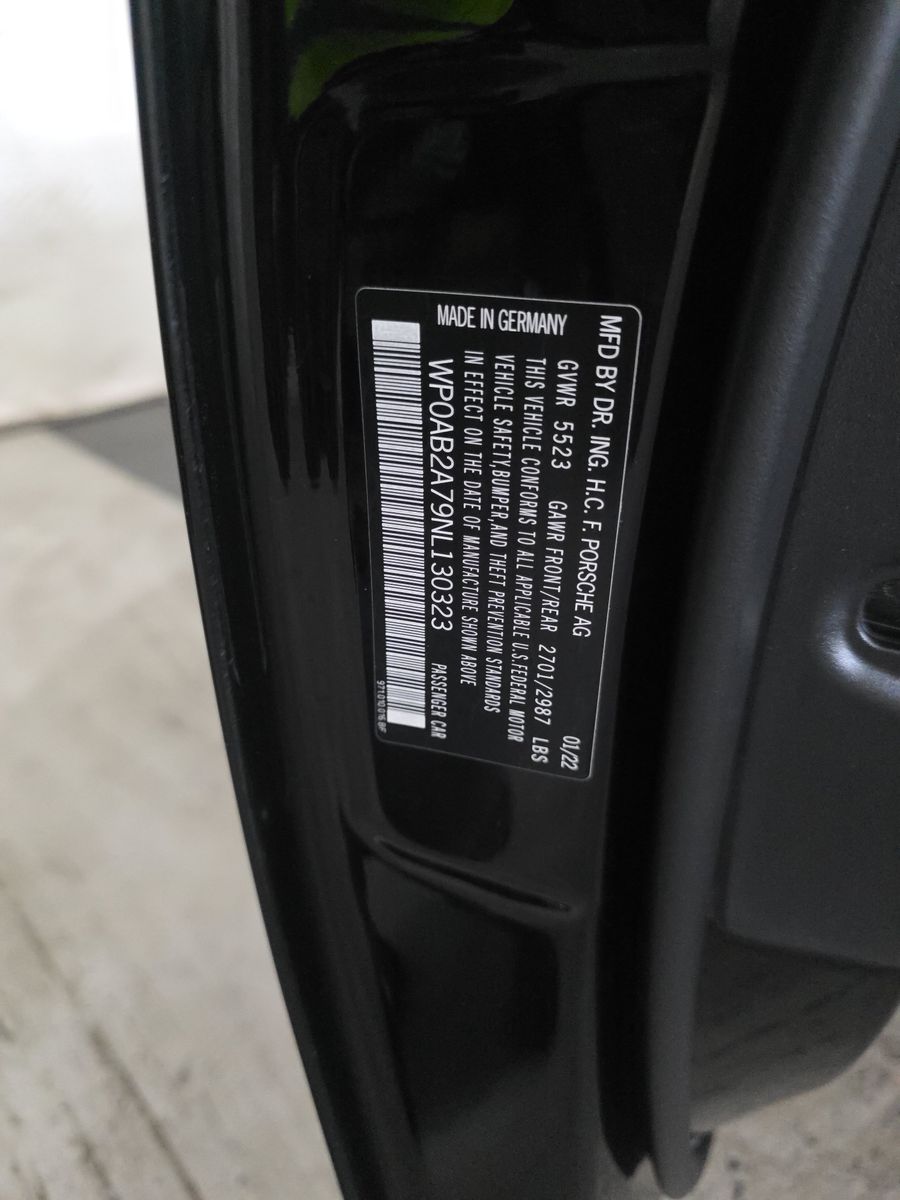 MFD BY DR. ING. H.C. F. PORSCHE AG 01/22
GVWR 5523 GAWR FRONT/REAR 2701/2987 LBS
THIS VEHICLE CONFORMS TO ALL APPLICABLE U.S.FEDERAL MOTOR
VEHICLE SAFETY,BUMPER,AND THEFT PREVENTION STANDARDS
IN EFFECT ON THE DATE OF MANUFACTURE SHOWN ABOVE
MADE IN GERMANY
WP0AB2A79NL130323 PASSENGER CAR